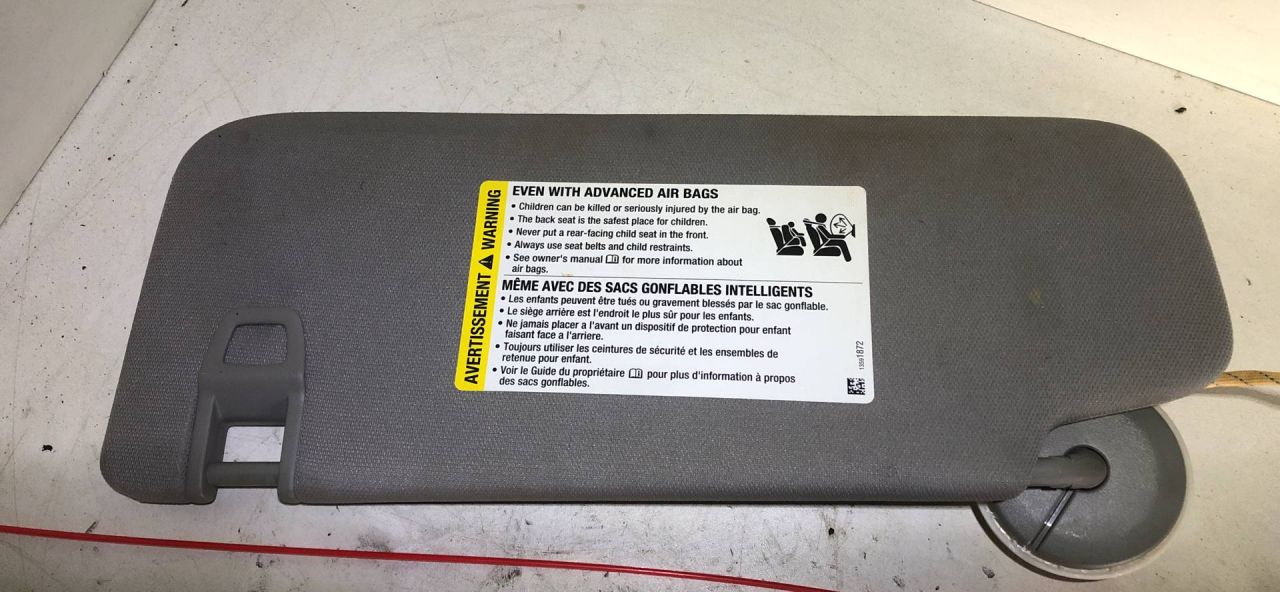 AVERTISSEMENT ⚠ WARNING
EVEN WITH ADVANCED AIR BAGS
• Children can be killed or seriously injured by the air bag.
• The back seat is the safest place for children.
• Never put a rear-facing child seat in the front.
• Always use seat belts and child restraints.
• See owner's manual for more information about
air bags.
MÊME AVEC DES SACS GONFLABLES INTELLIGENTS
• Les enfants peuvent être tués ou gravement blessés par le sac gonflable.
• Le siège arrière est l'endroit le plus sûr pour les enfants.
• Ne jamais placer a l'avant un dispositif de protection pour enfant
faisant face a l'arriere.
• Toujours utiliser les ceintures de sécurité et les ensembles de
retenue pour enfant.
• Voir le Guide du propriétaire pour plus d'information à propos
des sacs gonflables.
13591872